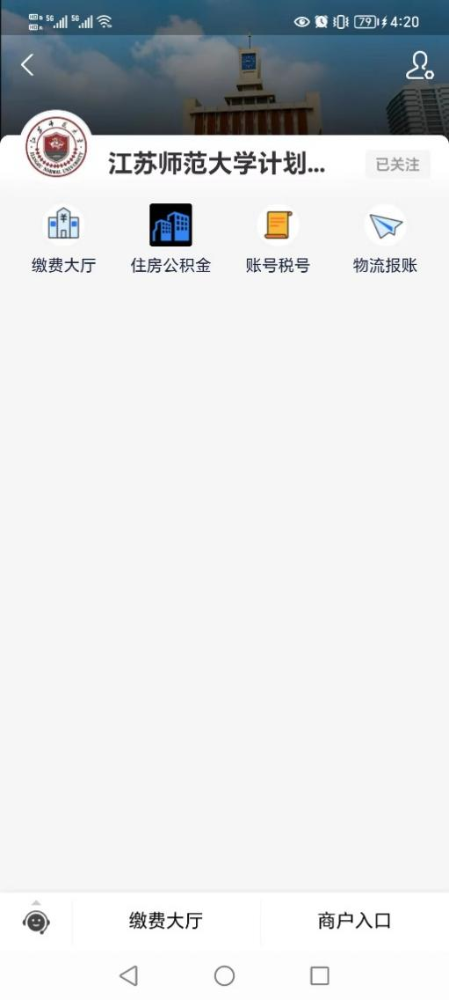 5G 5G 79 4:20
江苏师范大学计划...
已关注
缴费大厅 住房公积金 账号税号 物流报账
缴费大厅 商户入口